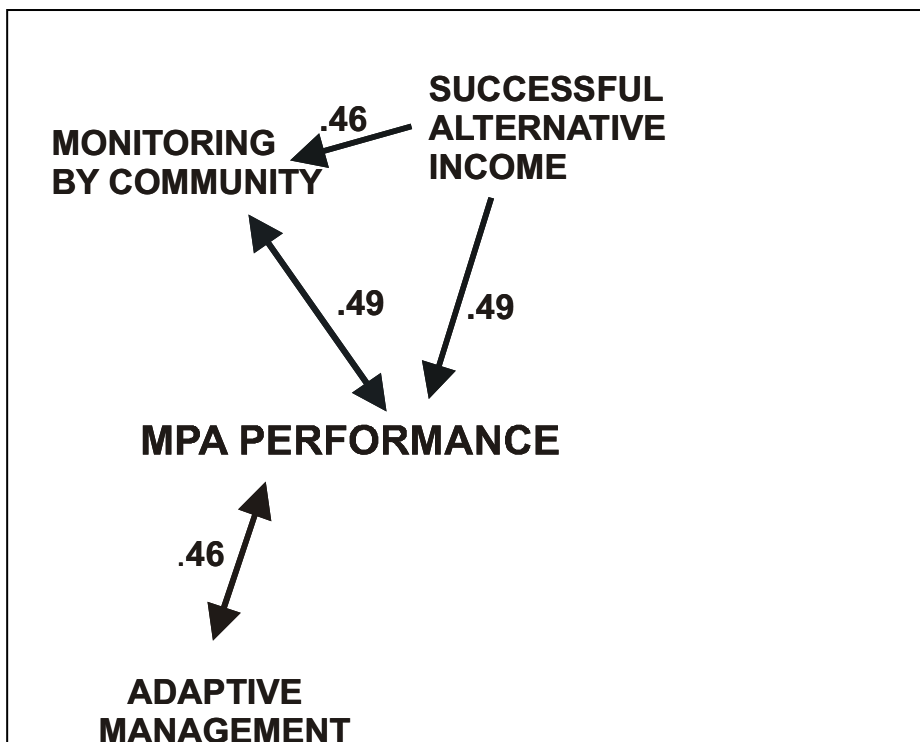 SUCCESSFUL
ALTERNATIVE
INCOME
.46
MONITORING
BY COMMUNITY
.49
.49
MPA PERFORMANCE
.46
ADAPTIVE
MANAGEMENT